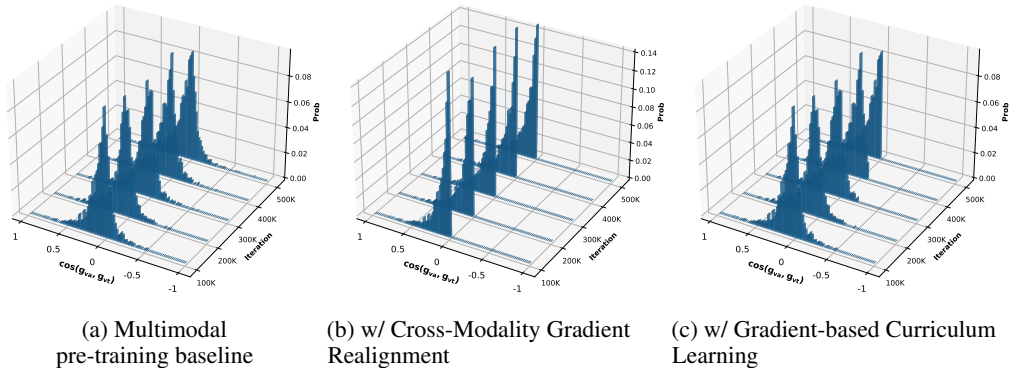 0.08
0.06
0.04
0.02
0.00
Prob
500K
400K
300K
200K
100K
Iteration
1
0.5
0
-0.5
-1
cos(g_va, g_vt)
0.14
0.12
0.10
0.08
0.06
0.04
0.02
0.00
Prob
500K
400K
300K
200K
100K
Iteration
1
0.5
0
-0.5
-1
cos(g_va, g_vt)
0.08
0.06
0.04
0.02
0.00
Prob
500K
400K
300K
200K
100K
Iteration
1
0.5
0
-0.5
-1
cos(g_va, g_vt)
(a) Multimodal
pre-training baseline
(b) w/ Cross-Modality Gradient
Realignment
(c) w/ Gradient-based Curriculum
Learning